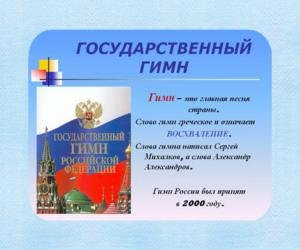 ГОСУДАРСТВЕННЫЙ
ГИМН
Гимн – это главная песня
страны.
Слово гимн греческое и означает
ВОСХВАЛЕНИЕ.
Слова гимна написал Сергей
Михалков, а слова Александр
Александров.
Гимн России был принят
в 2000 году.
ГОСУДАРСТВЕННЫЙ
ГИМН
РОССИЙСКОЙ
ФЕДЕРАЦИИ